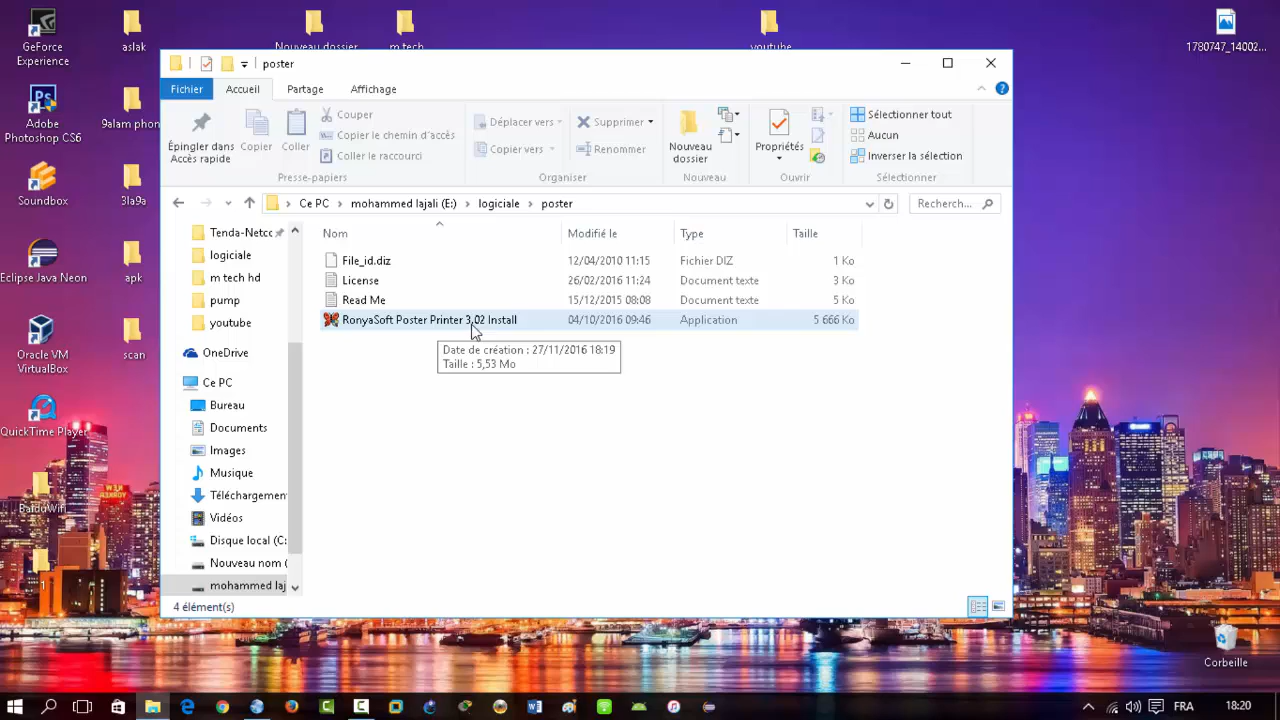 GeForce
Experience
aslak
Nouveau dossier
m tech
youtube
1780747_14002...
Adobe
Photoshop CS6
9alam phon
Soundbox
3la9a
Eclipse Java Neon
apk
Oracle VM
VirtualBox
scan
QuickTime Player
BaiduWifi
1
Corbeille
poster
Fichier
Accueil
Partage
Affichage
Épingler dans
Accès rapide
Copier
Coller
Couper
Copier le chemin d'accès
Coller le raccourci
Presse-papiers
Déplacer vers
Copier vers
Supprimer
Renommer
Organiser
Nouveau
dossier
Nouveau
Propriétés
Ouvrir
Sélectionner tout
Aucun
Inverser la sélection
Sélectionner
Ce PC
mohammed lajali (E:)
logiciale
poster
Recherch...
Nom
Modifié le
Type
Taille
File_id.diz
12/04/2010 11:15
Fichier DIZ
1 Ko
License
26/02/2016 11:24
Document texte
3 Ko
Read Me
15/12/2015 08:08
Document texte
5 Ko
RonyaSoft Poster Printer 3.02 Install
04/10/2016 09:46
Application
5 666 Ko
Date de création : 27/11/2016 18:19
Taille : 5,53 Mo
Tenda-Netcc
logiciale
m tech hd
pump
youtube
OneDrive
Ce PC
Bureau
Documents
Images
Musique
Téléchargement
Vidéos
Disque local (C:
Nouveau nom (
mohammed laj
4 élément(s)
FRA
18:20